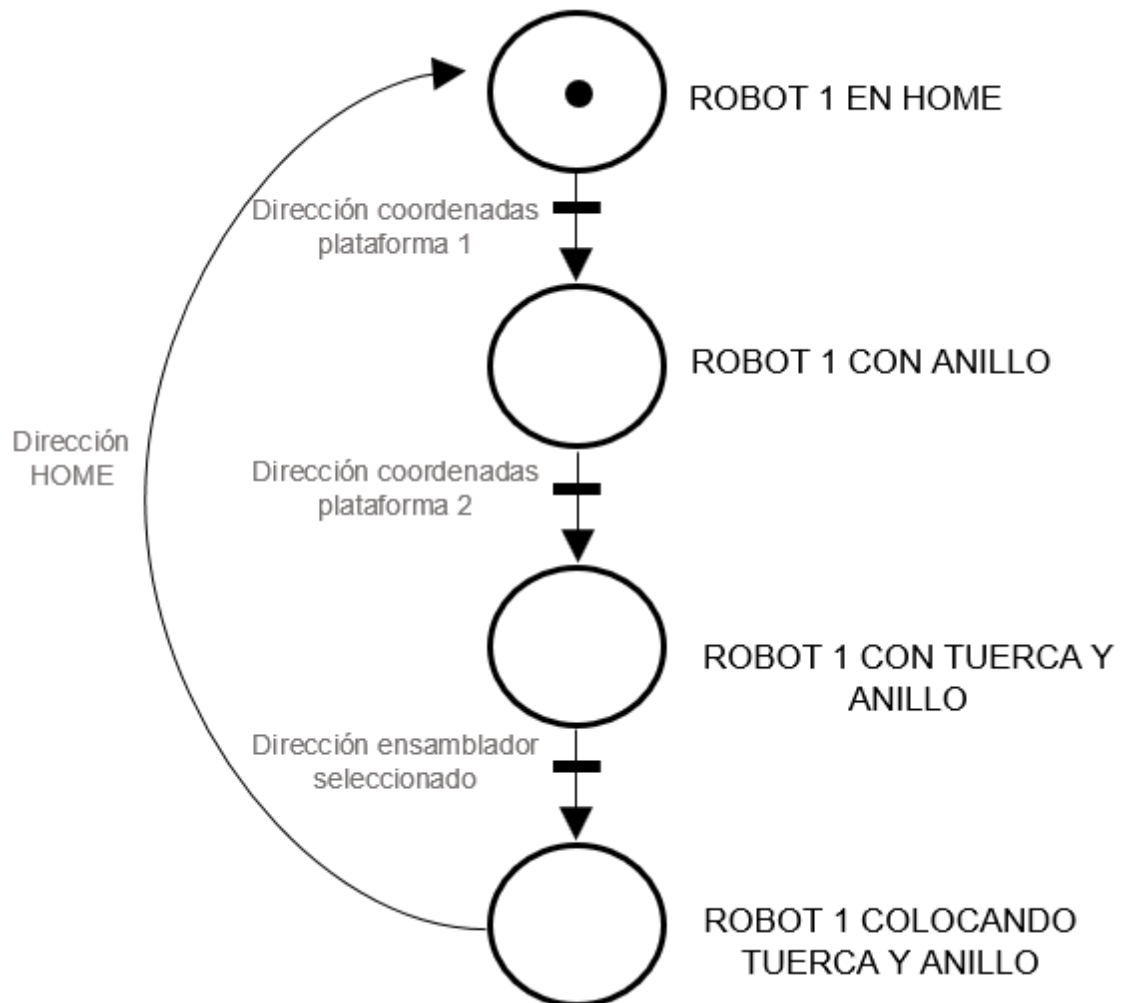 ROBOT 1 EN HOME
Dirección coordenadas
plataforma 1
ROBOT 1 CON ANILLO
Dirección
HOME
Dirección coordenadas
plataforma 2
ROBOT 1 CON TUERCA Y
ANILLO
Dirección ensamblador
seleccionado
ROBOT 1 COLOCANDO
TUERCA Y ANILLO